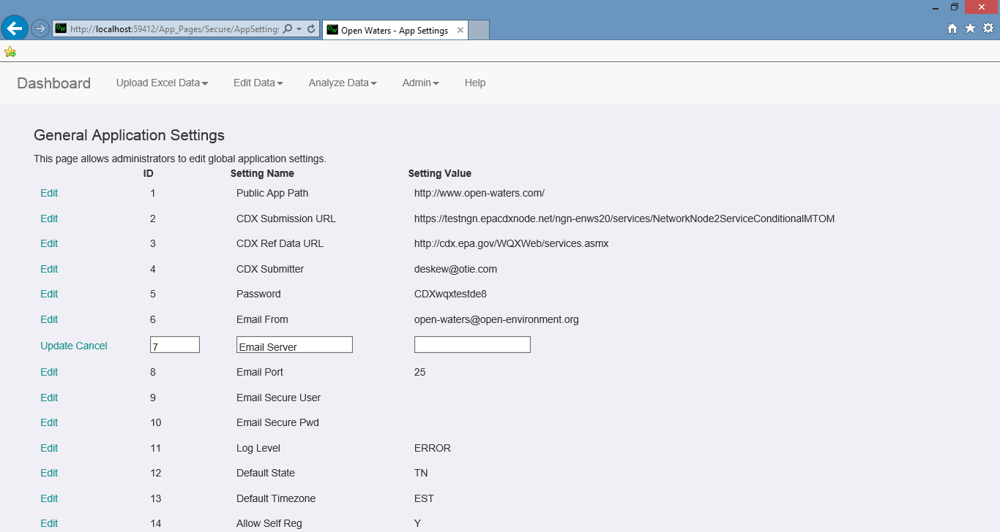 http://localhost:59412/App_Pages/Secure/AppSettings
Open Waters - App Settings
Dashboard Upload Excel Data Edit Data Analyze Data Admin Help
General Application Settings
This page allows administrators to edit global application settings.
ID Setting Name Setting Value
Edit 1 Public App Path http://www.open-waters.com/
Edit 2 CDX Submission URL https://testngn.epacdxnode.net/ngn-enws20/services/NetworkNode2ServiceConditionalMTOM
Edit 3 CDX Ref Data URL http://cdx.epa.gov/WQXWeb/services.asmx
Edit 4 CDX Submitter deskew@otie.com
Edit 5 Password CDXwqxtestde8
Edit 6 Email From open-waters@open-environment.org
Update Cancel 7 Email Server
Edit 8 Email Port 25
Edit 9 Email Secure User
Edit 10 Email Secure Pwd
Edit 11 Log Level ERROR
Edit 12 Default State TN
Edit 13 Default Timezone EST
Edit 14 Allow Self Reg Y